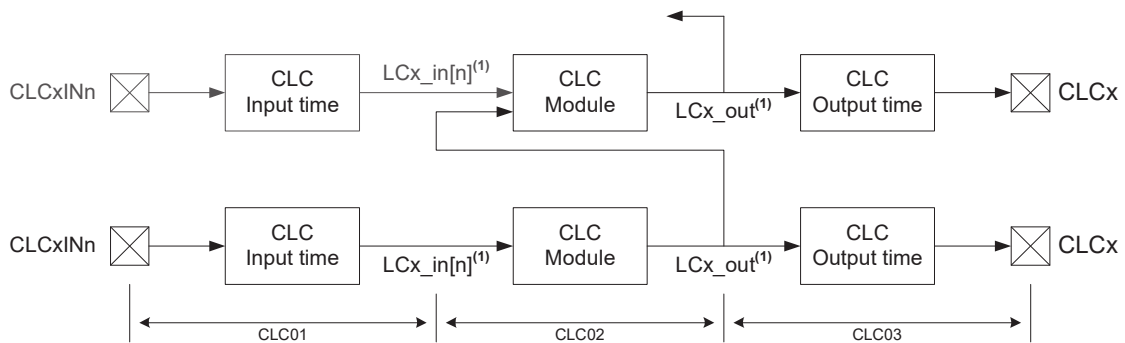 CLCxINn
CLC
Input time
LCx_in[n](1)
CLC
Module
LCx_out(1)
CLC
Output time
CLCx
CLCxINn
CLC
Input time
LCx_in[n](1)
CLC
Module
LCx_out(1)
CLC
Output time
CLCx
CLC01
CLC02
CLC03